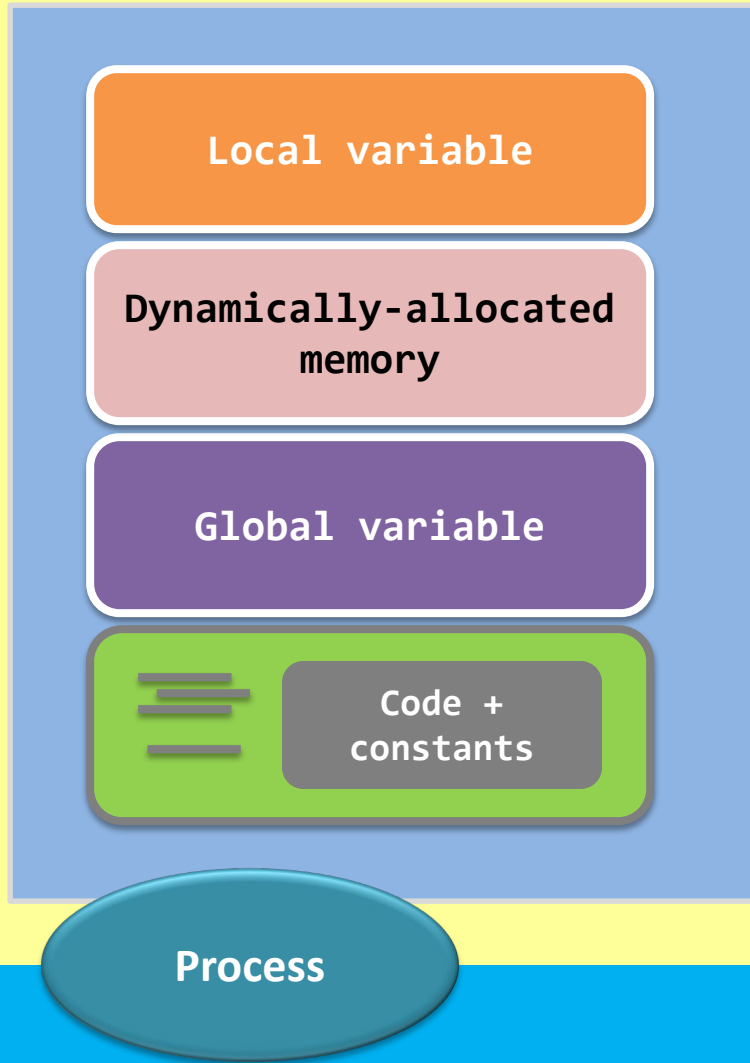 Local variable
Dynamically-allocated
memory
Global variable
Code +
constants
Process